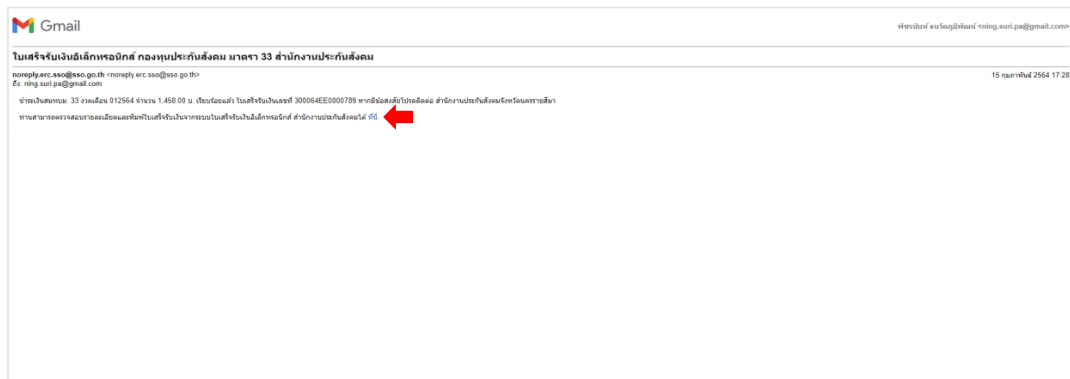 Gmail
พัชรนันท์ ธนวัฒภูมิพัฒน์ <ning.suri.pa@gmail.com>
ใบเสร็จรับเงินอิเล็กทรอนิกส์ กองทุนประกันสังคม มาตรา 33 สำนักงานประกันสังคม
noreply.erc.sso@sso.go.th <noreply.erc.sso@sso.go.th>
15 กุมภาพันธ์ 2564 17:28
ถึง: ning.suri.pa@gmail.com
ชำระเงินสมทบม. 33 งวดเดือน 012564 จำนวน 1,458.00 บ. เรียบร้อยแล้ว ใบเสร็จรับเงินเลขที่ 300064EE0000789 หากมีข้อสงสัยโปรดติดต่อ สำนักงานประกันสังคมจังหวัดนครราชสีมา
ท่านสามารถตรวจสอบรายละเอียดและพิมพ์ใบเสร็จรับเงินจากระบบใบเสร็จรับเงินอิเล็กทรอนิกส์ สำนักงานประกันสังคมได้ ที่นี่